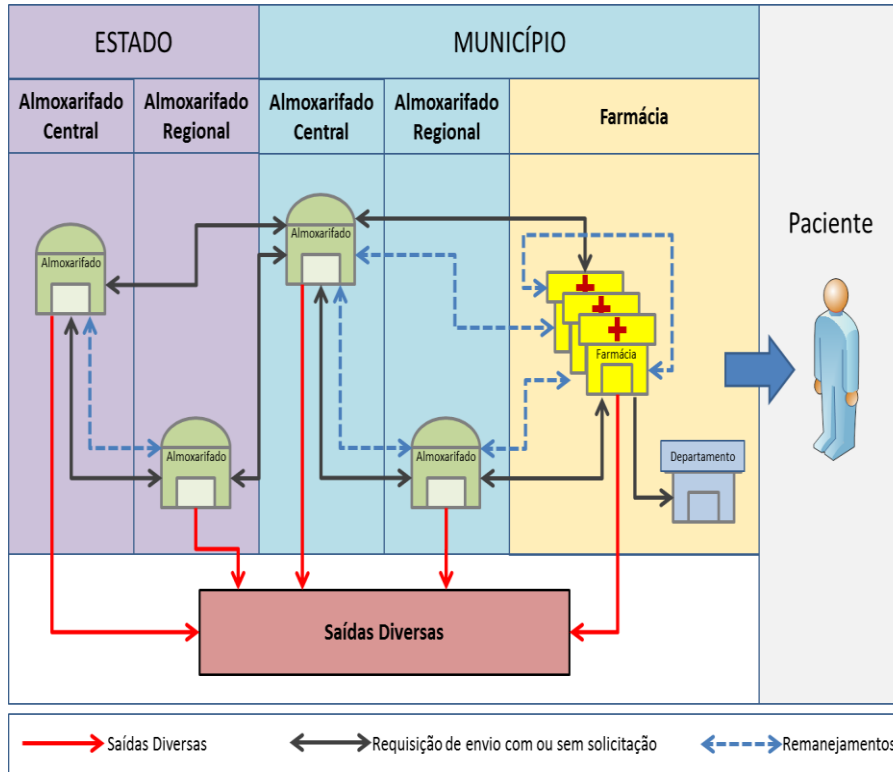 ESTADO
MUNICÍPIO
Almoxarifado
Central
Almoxarifado
Regional
Almoxarifado
Central
Almoxarifado
Regional
Farmácia
Paciente
Almoxarifado
Almoxarifado
Farmácia
Almoxarifado
Almoxarifado
Departamento
Saídas Diversas
Saídas Diversas
Requisição de envio com ou sem solicitação
Remanejamentos